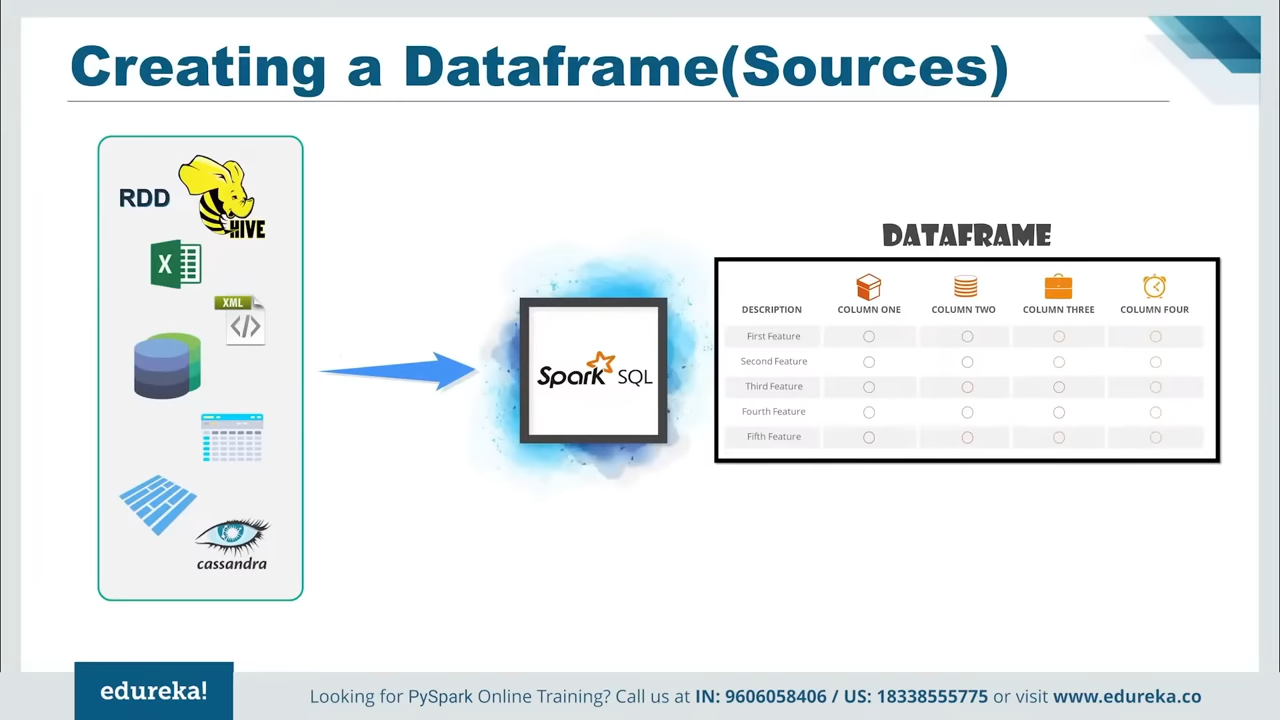 Creating a Dataframe(Sources)
RDD
HIVE
X
XML
</>
cassandra
Spark SQL
DATAFRAME
DESCRIPTION COLUMN ONE COLUMN TWO COLUMN THREE COLUMN FOUR
First Feature
Second Feature
Third Feature
Fourth Feature
Fifth Feature
edureka!
Looking for PySpark Online Training? Call us at IN: 9606058406 / US: 18338555775 or visit www.edureka.co